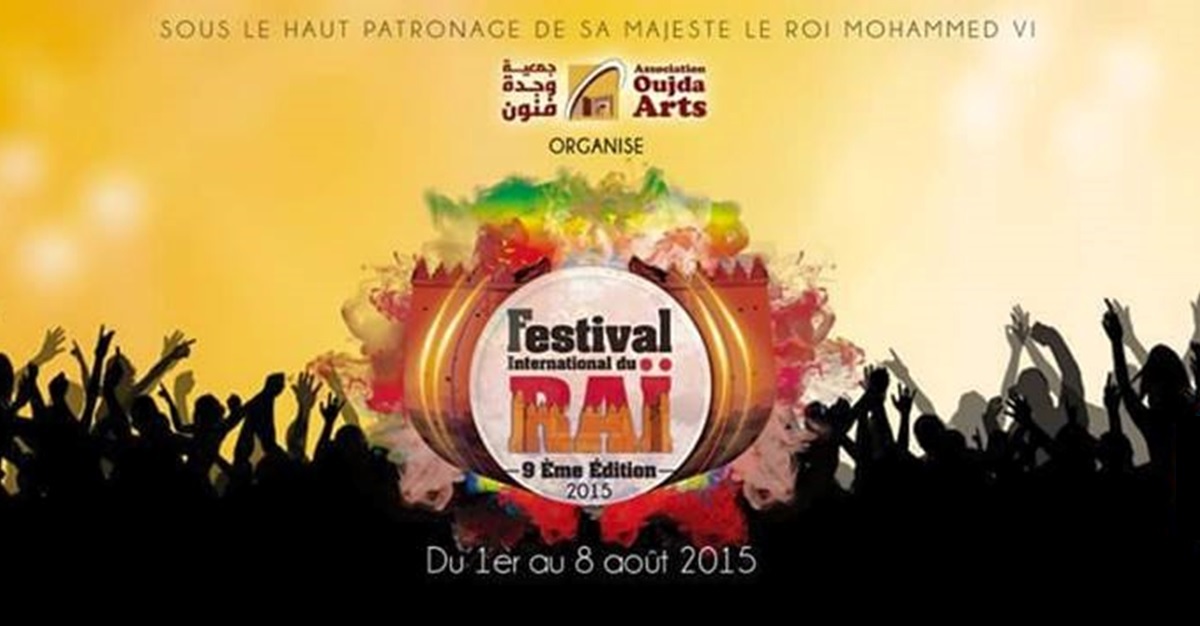 SOUS LE HAUT PATRONAGE DE SA MAJESTE LE ROI MOHAMMED VI
جمعية
وجدة
فنون
Association
Oujda
Arts
ORGANISE
Festival
International du
RAÏ
9 Ème Édition
2015
Du 1èr au 8 août 2015